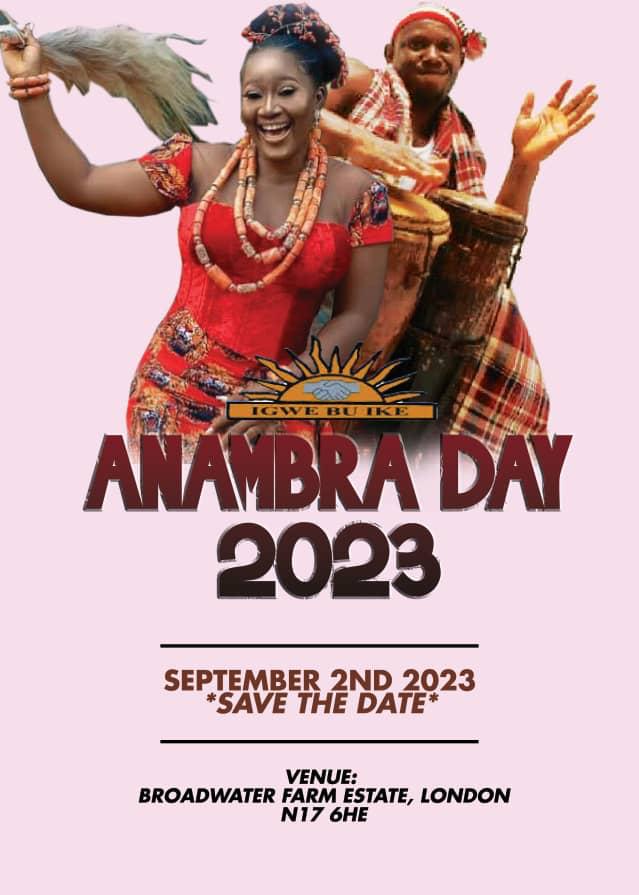 IGWE BU IKE
ANAMBRA DAY
2023
SEPTEMBER 2ND 2023
*SAVE THE DATE*
VENUE:
BROADWATER FARM ESTATE, LONDON
N17 6HE